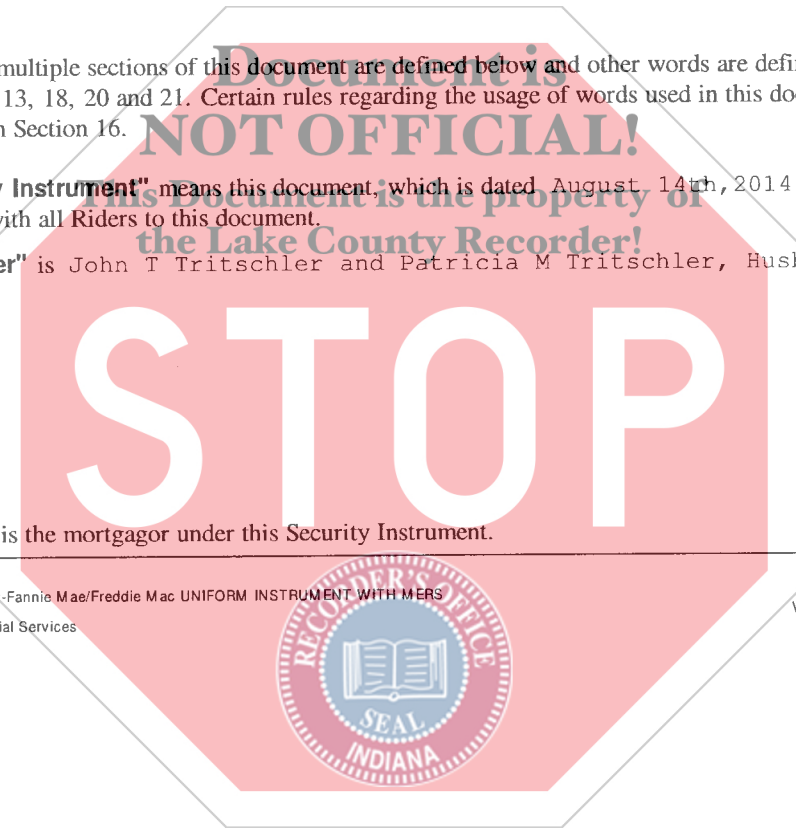 Document is
multiple sections of this document are defined below and other words are defin
13, 18, 20 and 21. Certain rules regarding the usage of words used in this doc
n Section 16.
NOT OFFICIAL!
y Instrument" means this document, which is dated August 14th, 2014
This Document is the property of
with all Riders to this document.
the Lake County Recorder!
er" is John T Tritschler and Patricia M Tritschler, Husb
STOP
is the mortgagor under this Security Instrument.
-Fannie Mae/Freddie Mac UNIFORM INSTRUMENT WITH MERS
ial Services
RECORDER'S OFFICE
SEAL
INDIANA